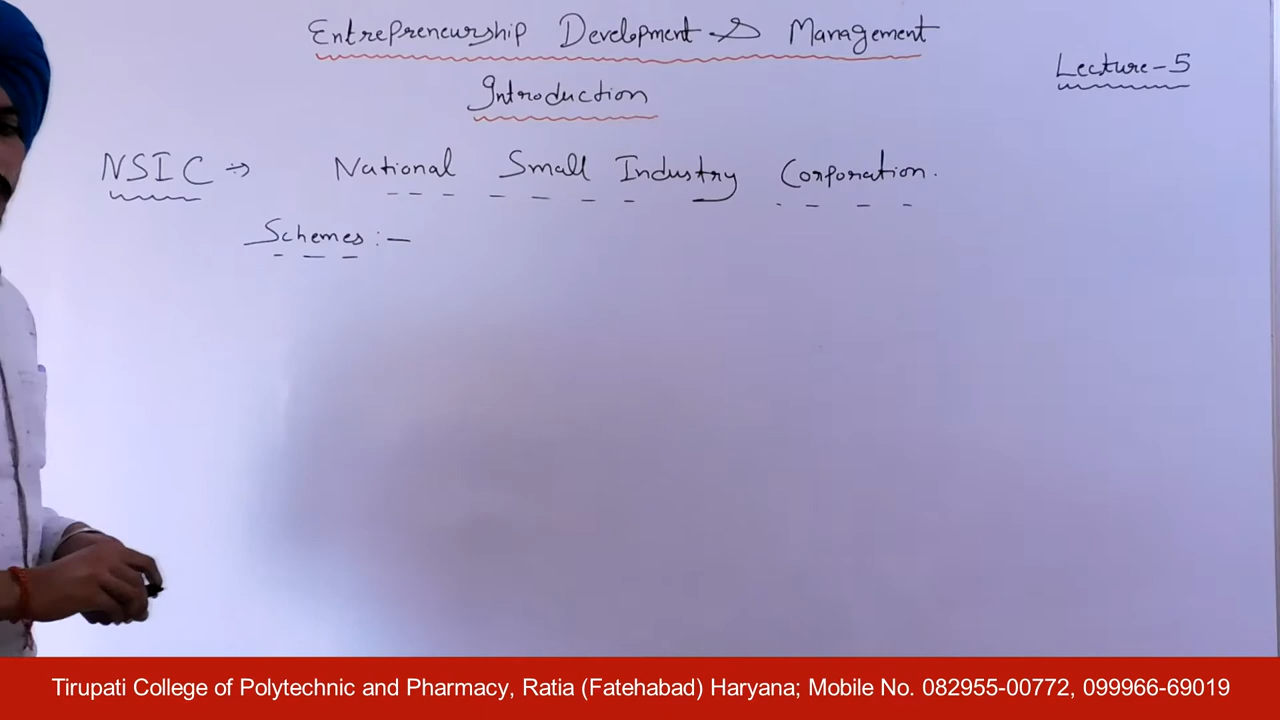 Entrepreneurship Development & Management
Lecture-5
Introduction
NSIC ÷> National Small Industry Corporation.
Schemes:-
Tirupati College of Polytechnic and Pharmacy, Ratia (Fatehabad) Haryana; Mobile No. 082955-00772, 099966-69019